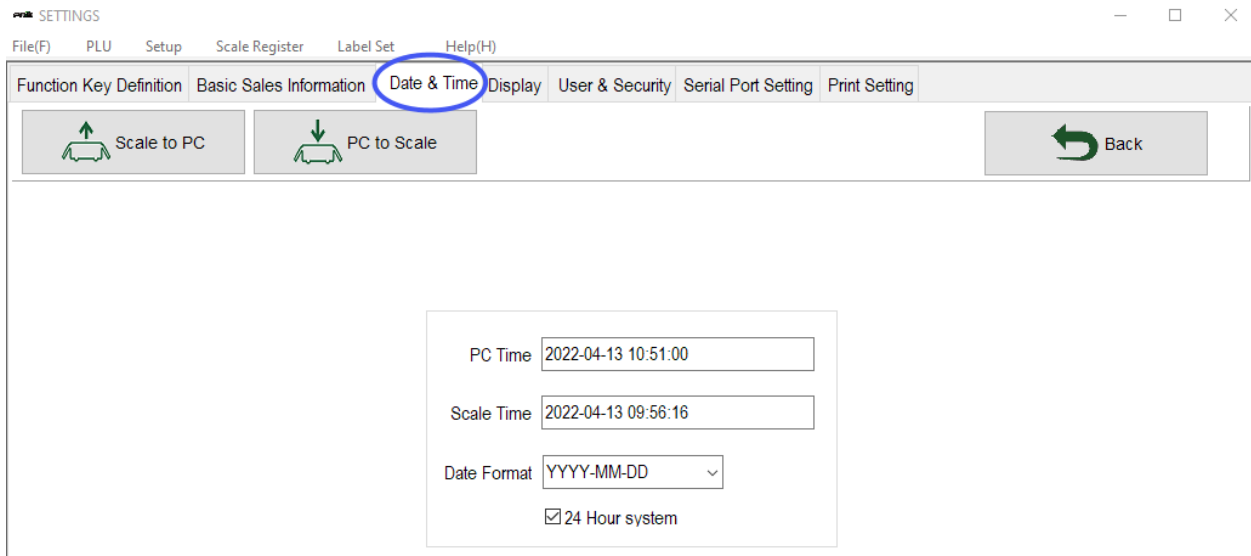 SETTINGS
File(F) PLU Setup Scale Register Label Set Help(H)
Function Key Definition Basic Sales Information Date & Time Display User & Security Serial Port Setting Print Setting
Scale to PC PC to Scale Back
PC Time 2022-04-13 10:51:00
Scale Time 2022-04-13 09:56:16
Date Format YYYY-MM-DD
24 Hour system